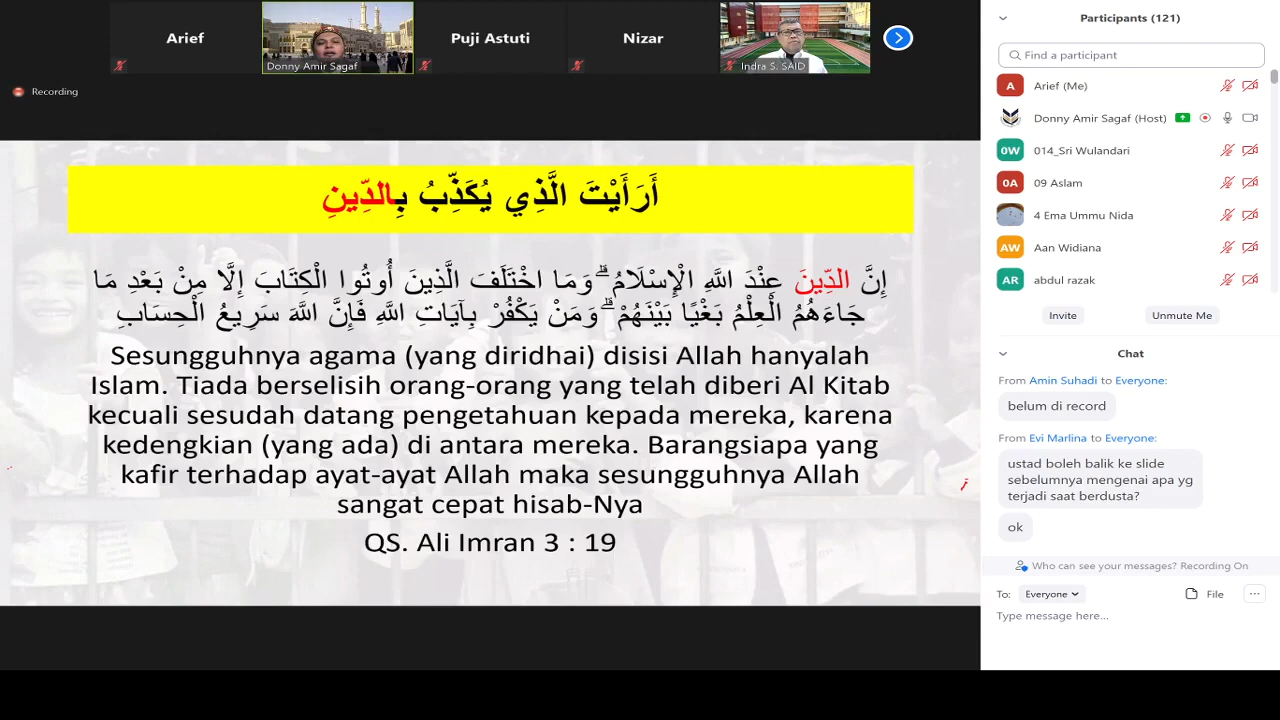 Arief
Donny Amir Sagaf
Puji Astuti
Nizar
Indra S. SAID
Recording
أَرَأَيْتَ الَّذِي يُكَذِّبُ بِالدِّينِ
إِنَّ الدِّينَ عِنْدَ اللَّهِ الْإِسْلَامُ ۗ وَمَا اخْتَلَفَ الَّذِينَ أُوتُوا الْكِتَابَ إِلَّا مِنْ بَعْدِ مَا
جَاءَهُمُ الْعِلْمُ بَغْيًا بَيْنَهُمْ ۗ وَمَنْ يَكْفُرْ بِآيَاتِ اللَّهِ فَإِنَّ اللَّهَ سَرِيعُ الْحِسَابِ
Sesungguhnya agama (yang diridhai) disisi Allah hanyalah
Islam. Tiada berselisih orang-orang yang telah diberi Al Kitab
kecuali sesudah datang pengetahuan kepada mereka, karena
kedengkian (yang ada) di antara mereka. Barangsiapa yang
kafir terhadap ayat-ayat Allah maka sesungguhnya Allah
sangat cepat hisab-Nya
QS. Ali Imran 3 : 19
Participants (121)
Find a participant
A Arief (Me)
Donny Amir Sagaf (Host)
0W 014_Sri Wulandari
0A 09 Aslam
4 Ema Ummu Nida
AW Aan Widiana
AR abdul razak
Invite Unmute Me
Chat
From Amin Suhadi to Everyone:
belum di record
From Evi Marlina to Everyone:
ustad boleh balik ke slide
sebelumnya mengenai apa yg
terjadi saat berdusta?
ok
Who can see your messages? Recording On
To: Everyone File ...
Type message here...